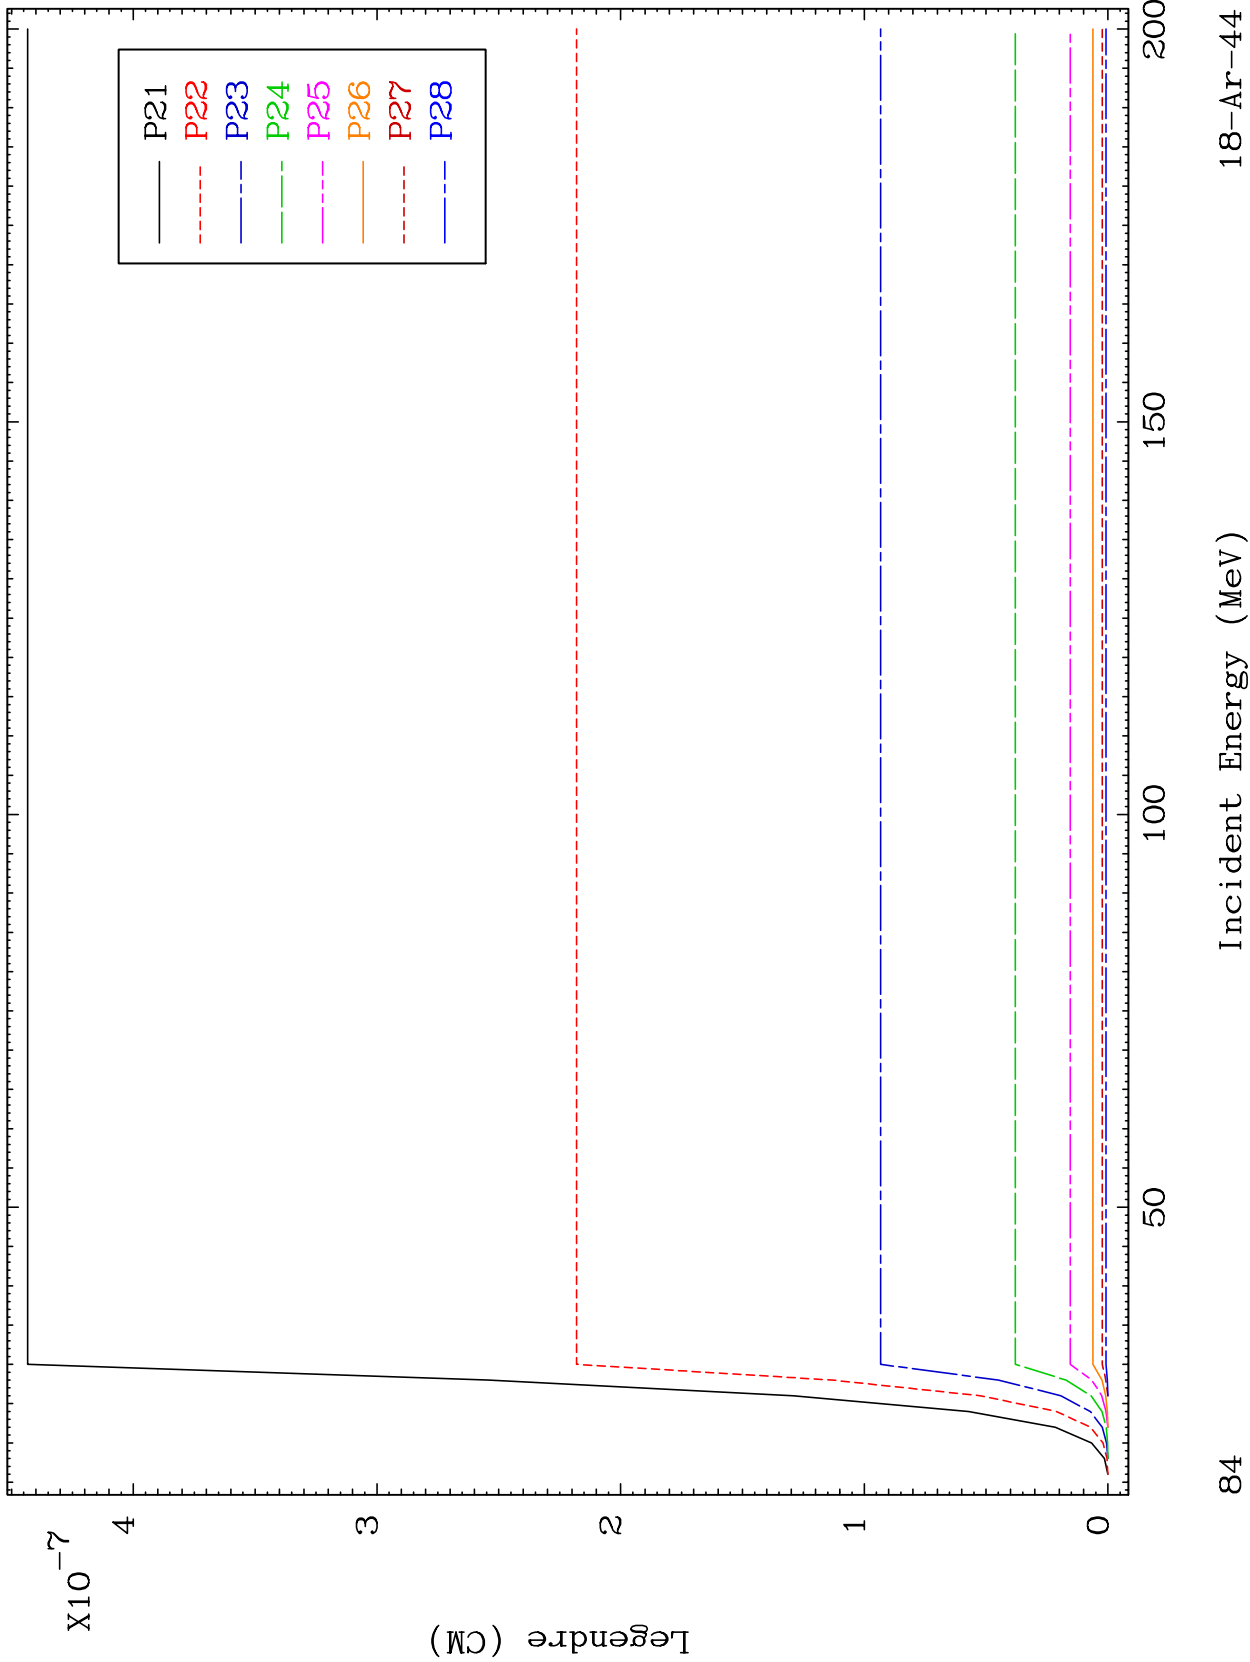 X10-7
4
3
2
1
0
Legendre (CM)
P21
P22
P23
P24
P25
P26
P27
P28
50
100
150
200
84
Incident Energy (MeV)
18-Ar-44